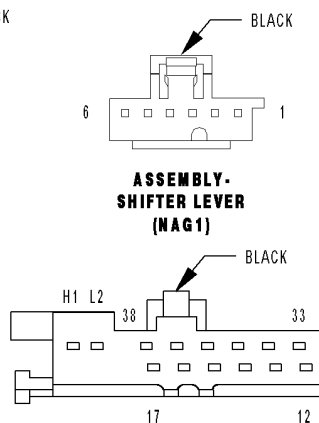 BLACK
6
1
ASSEMBLY-
SHIFTER LEVER
(NAG1)
BLACK
H1 L2
38
33
17
12